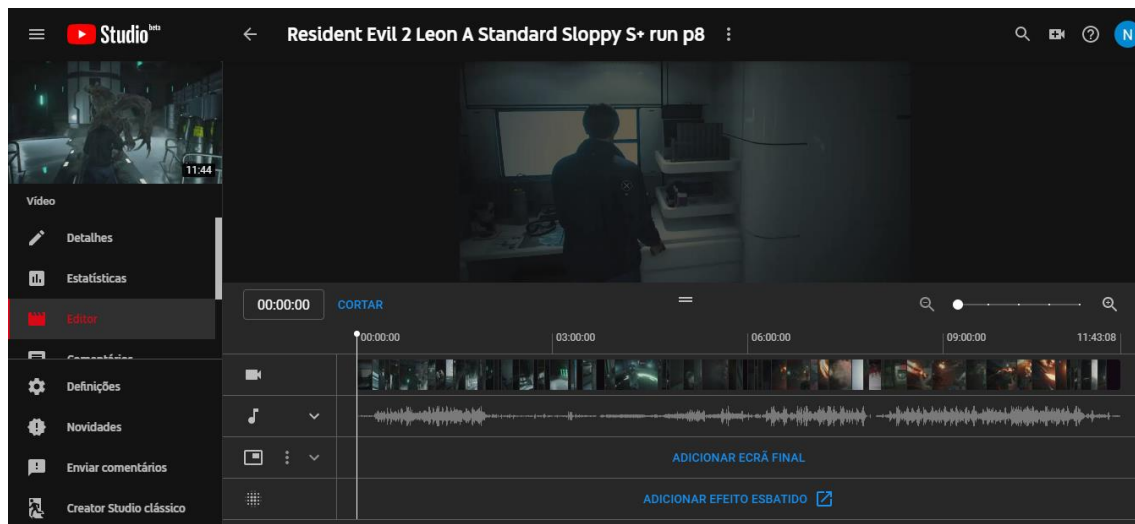 Studio beta
Resident Evil 2 Leon A Standard Sloppy S+ run p8
N
11:44
Vídeo
Detalhes
Estatísticas
Editor
Comentários
Definições
Novidades
Enviar comentários
Creator Studio clássico
00:00:00
CORTAR
00:00:00
03:00:00
06:00:00
09:00:00
11:43:08
ADICIONAR ECRÃ FINAL
ADICIONAR EFEITO ESBATIDO